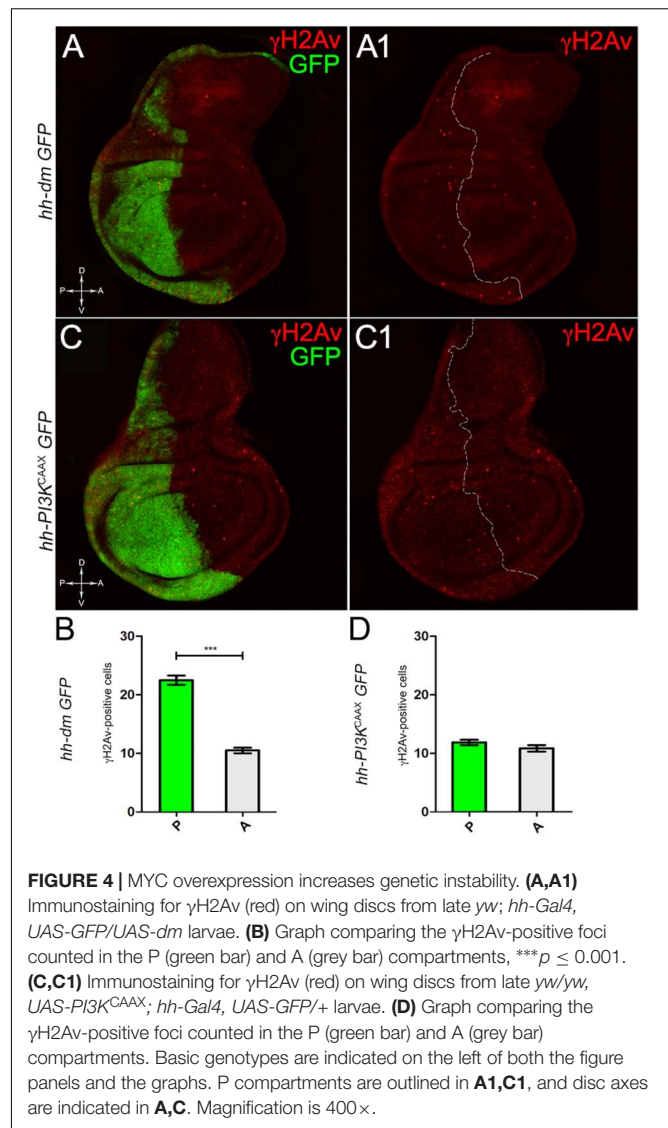 A
γH2Av
GFP
A1
γH2Av
hh-dm GFP
D
P
A
V
C
γH2Av
GFP
C1
γH2Av
hh-PI3KCAAX GFP
D
P
A
V
B
hh-dm GFP
γH2Av-positive cells
30
20
10
0
***
P
A
D
hh-PI3KCAAX GFP
γH2Av-positive cells
30
20
10
0
P
A
FIGURE 4 | MYC overexpression increases genetic instability. (A,A1)
Immunostaining for γH2Av (red) on wing discs from late yw; hh-Gal4,
UAS-GFP/UAS-dm larvae. (B) Graph comparing the γH2Av-positive foci
counted in the P (green bar) and A (grey bar) compartments, ***p ≤ 0.001.
(C,C1) Immunostaining for γH2Av (red) on wing discs from late yw/yw,
UAS-PI3KCAAX; hh-Gal4, UAS-GFP/+ larvae. (D) Graph comparing the
γH2Av-positive foci counted in the P (green bar) and A (grey bar)
compartments. Basic genotypes are indicated on the left of both the figure
panels and the graphs. P compartments are outlined in A1,C1, and disc axes
are indicated in A,C. Magnification is 400×.